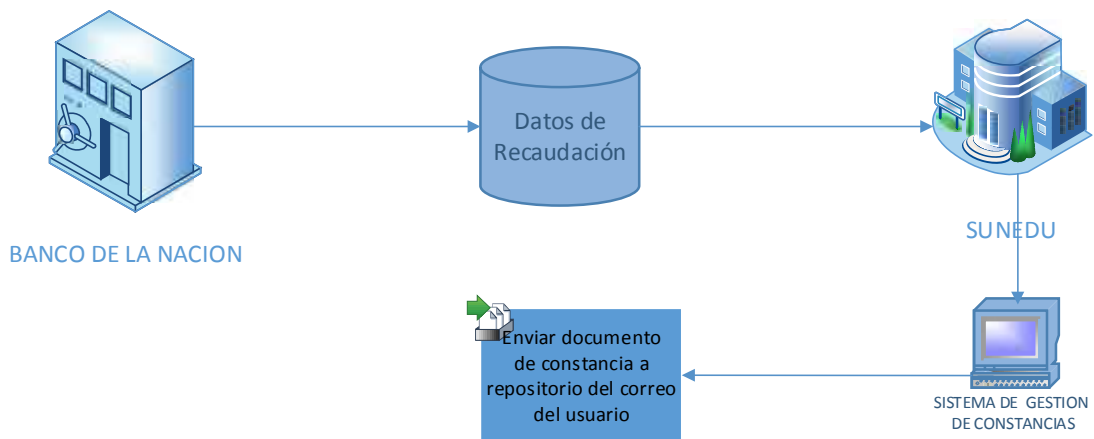 Datos de
Recaudación
BANCO DE LA NACION
SUNEDU
Enviar documento
de constancia a
repositorio del correo
del usuario
SISTEMA DE GESTION
DE CONSTANCIAS